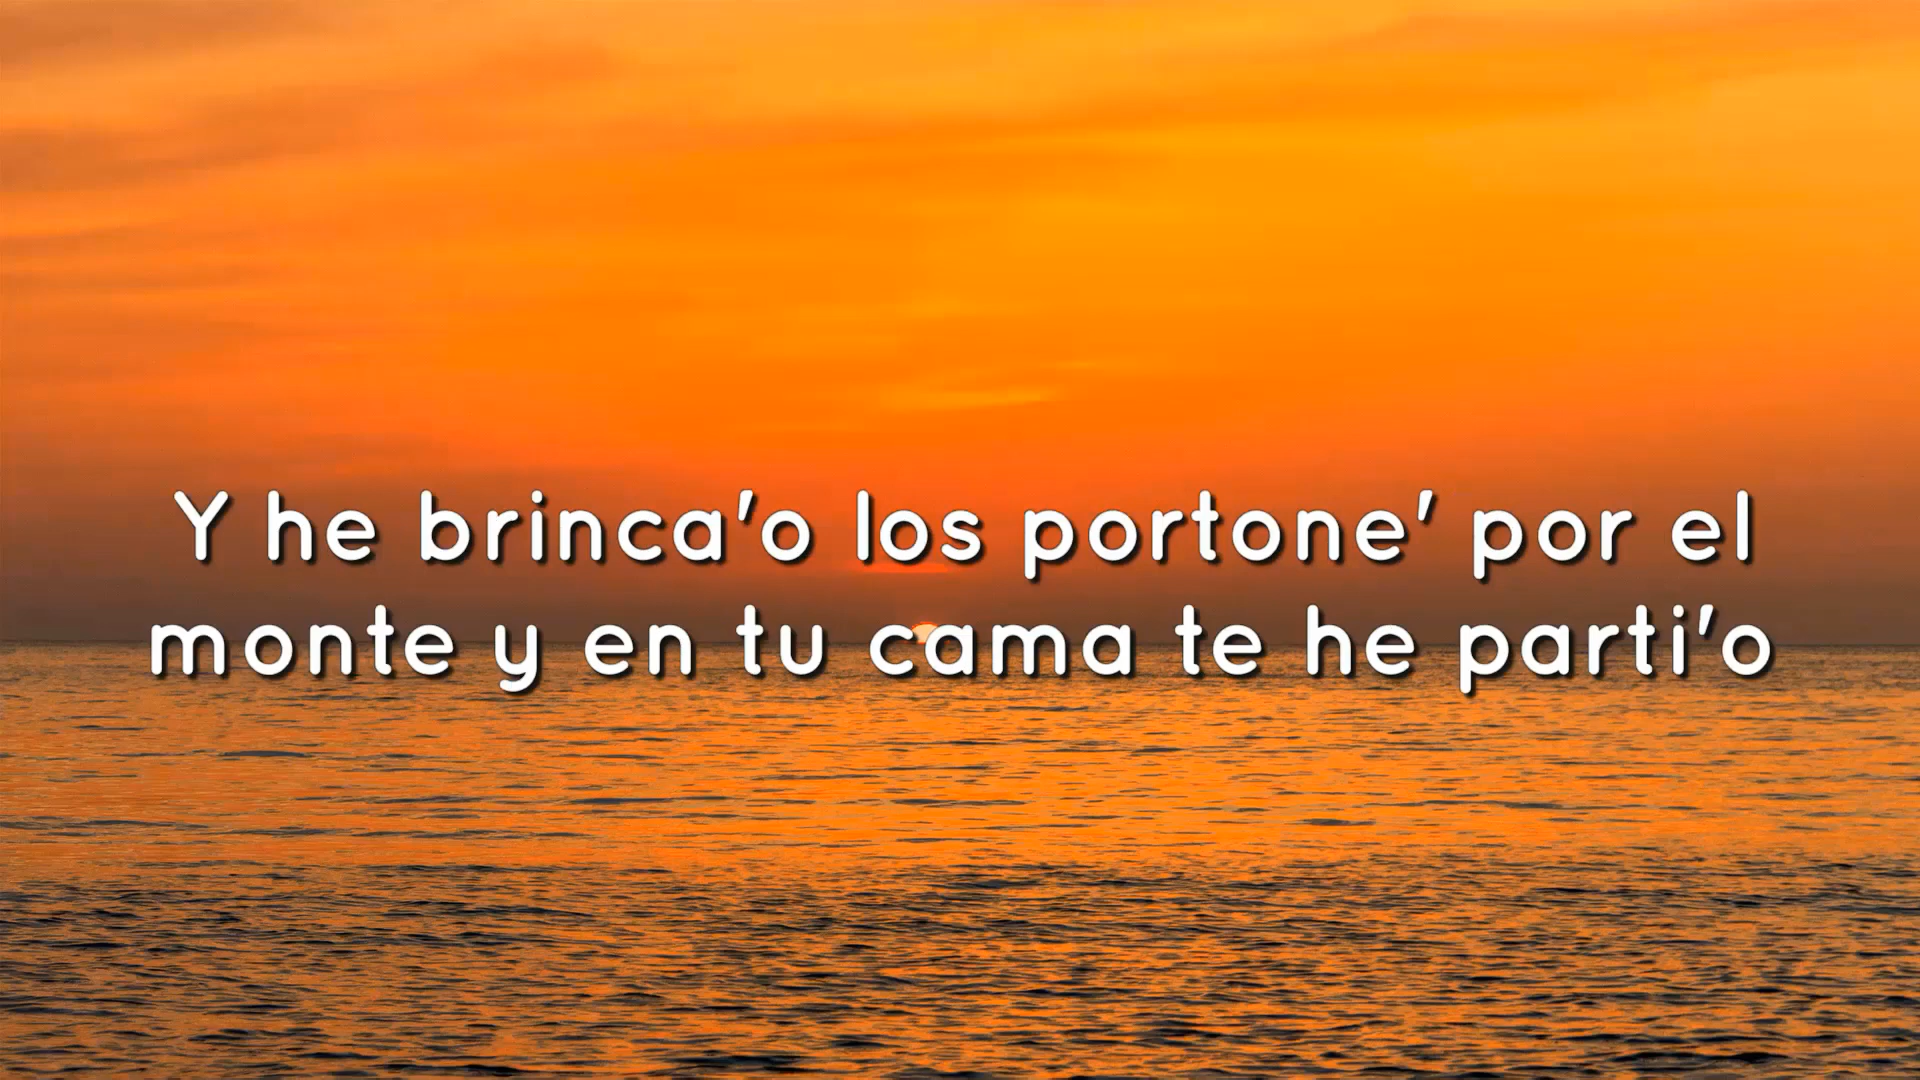 Y he brinca'o los portone' por el
monte y en tu cama te he parti'o